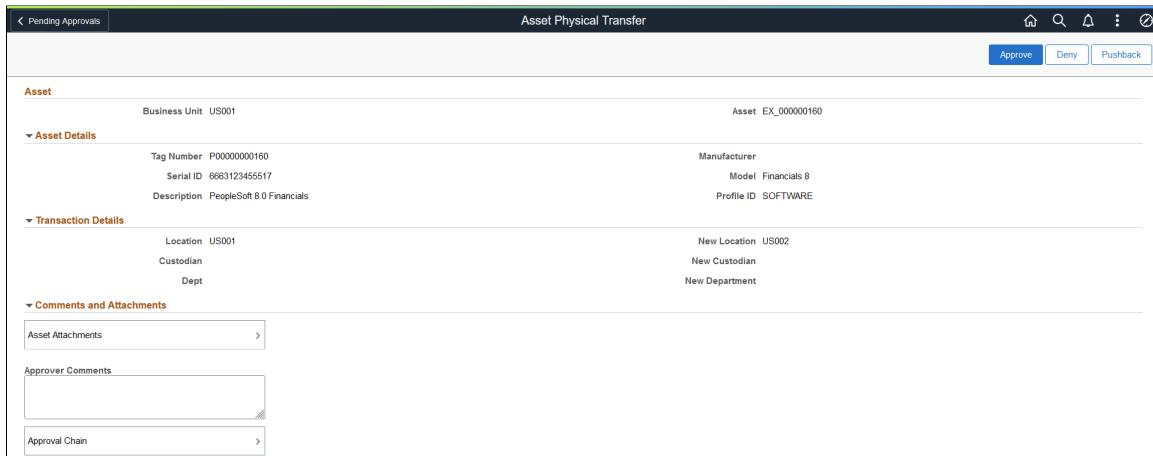 Pending Approvals
Asset Physical Transfer
Approve Deny Pushback
Asset
Business Unit US001 Asset EX_000000160
Asset Details
Tag Number P00000000160 Manufacturer
Serial ID 6663123455517 Model Financials 8
Description PeopleSoft 8.0 Financials Profile ID SOFTWARE
Transaction Details
Location US001 New Location US002
Custodian New Custodian
Dept New Department
Comments and Attachments
Asset Attachments
Approver Comments
Approval Chain